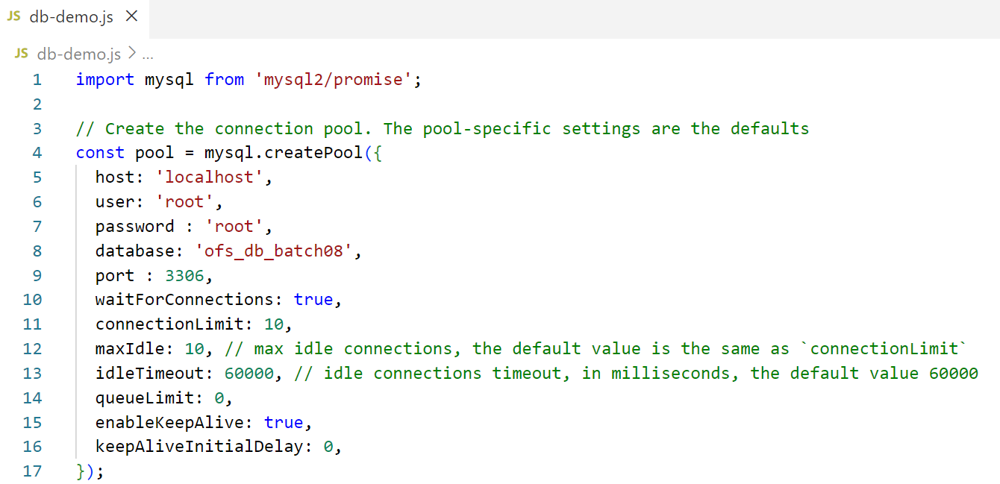 JS db-demo.js ×
JS db-demo.js > ...
1 import mysql from 'mysql2/promise';
2
3 // Create the connection pool. The pool-specific settings are the defaults
4 const pool = mysql.createPool({
5   host: 'localhost',
6   user: 'root',
7   password : 'root',
8   database: 'ofs_db_batch08',
9   port : 3306,
10   waitForConnections: true,
11   connectionLimit: 10,
12   maxIdle: 10, // max idle connections, the default value is the same as `connectionLimit`
13   idleTimeout: 60000, // idle connections timeout, in milliseconds, the default value 60000
14   queueLimit: 0,
15   enableKeepAlive: true,
16   keepAliveInitialDelay: 0,
17 });